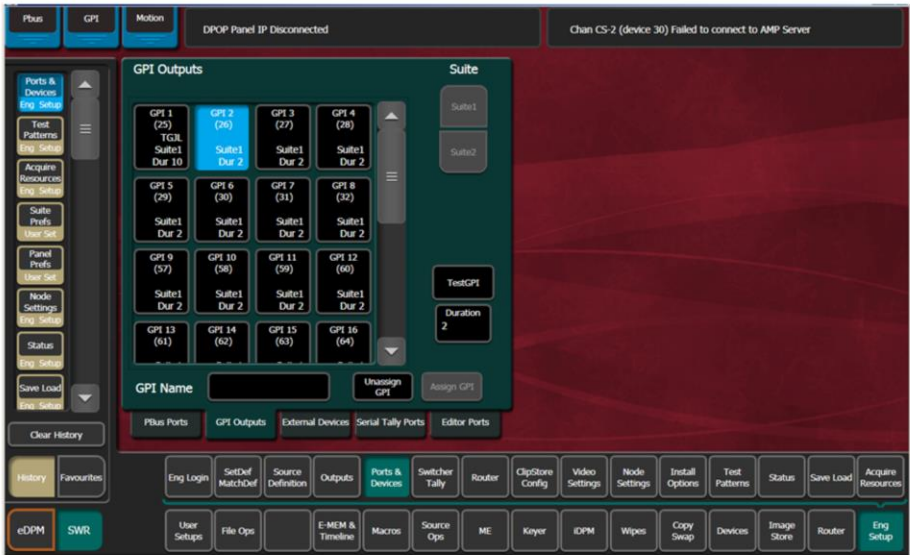 Pbus
GPI
Motion
DPOP Panel IP Disconnected
Chan CS-2 (device 30) Failed to connect to AMP Server
Ports &
Devices
Eng Setup
Test
Patterns
Eng Setup
Acquire
Resources
Eng Setup
Suite
Prefs
User Set
Panel
Prefs
User Set
Node
Settings
Eng Setup
Status
Eng Setup
Save Load
Eng Setup
Clear History
History
Favourites
eDPM
SWR
GPI Outputs
Suite
GPI 1
(25)
TGJL
Suite1
Dur 10
GPI 2
(26)
Suite1
Dur 2
GPI 3
(27)
Suite1
Dur 2
GPI 4
(28)
Suite1
Dur 2
GPI 5
(29)
Suite1
Dur 2
GPI 6
(30)
Suite1
Dur 2
GPI 7
(31)
Suite1
Dur 2
GPI 8
(32)
Suite1
Dur 2
GPI 9
(57)
Suite1
Dur 2
GPI 10
(58)
Suite1
Dur 2
GPI 11
(59)
Suite1
Dur 2
GPI 12
(60)
Suite1
Dur 2
GPI 13
(61)
GPI 14
(62)
GPI 15
(63)
GPI 16
(64)
Suite1
Suite2
TestGPI
Duration
2
GPI Name
Unassign
GPI
Assign GPI
PBus Ports
GPI Outputs
External Devices
Serial Tally Ports
Editor Ports
Eng Login
SetDef
MatchDef
Source
Definition
Outputs
Ports &
Devices
Switcher
Tally
Router
ClipStore
Config
Video
Settings
Node
Settings
Install
Options
Test
Patterns
Status
Save Load
Acquire
Resources
User
Setups
File Ops
E-MEM &
Timeline
Macros
Source
Ops
ME
Keyer
iDPM
Wipes
Copy
Swap
Devices
Image
Store
Router
Eng
Setup